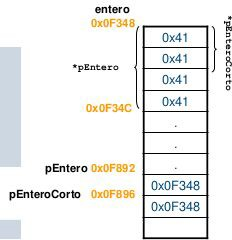 entero
0x0F348
0x41
0x41
*pEntero
0x41
0x0F34C
0x41
*pEnteroCorto
.
.
.
pEntero 0x0F892
0x0F348
pEnteroCorto 0x0F896
0x0F348